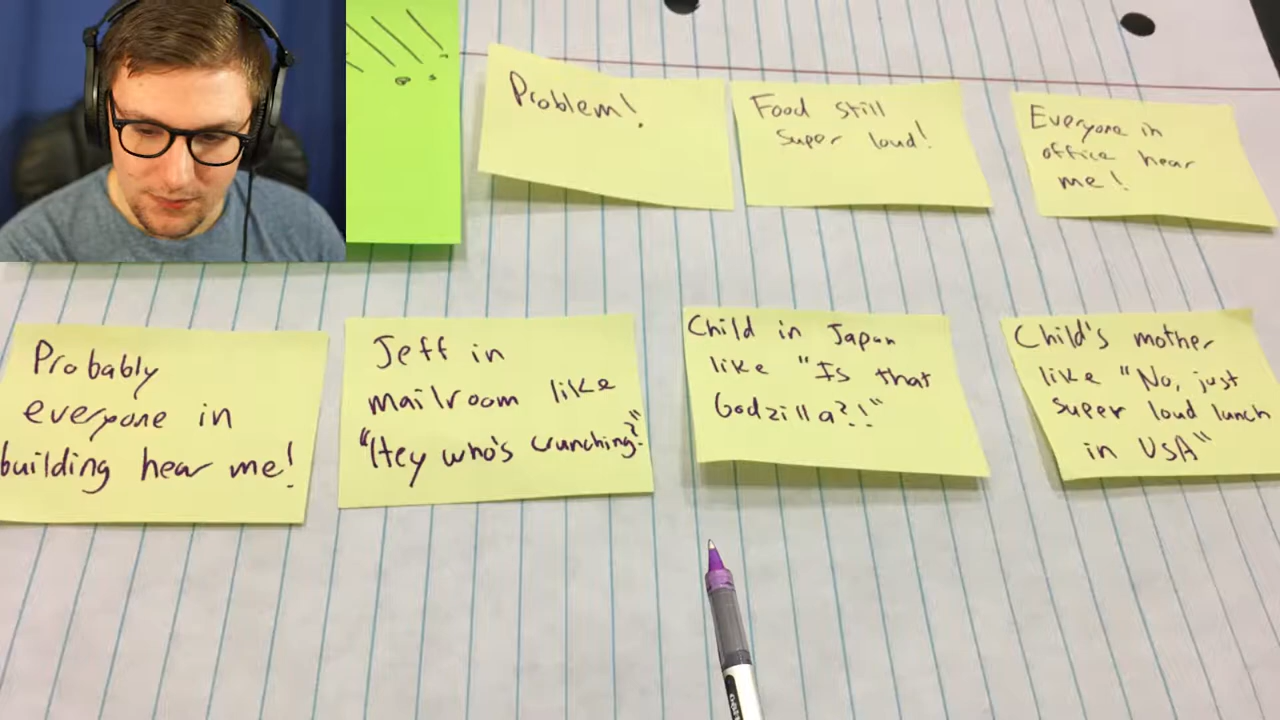 Problem!
Food still
super loud!
Everyone in
office hear
me!
Probably
everyone in
building hear me!
Jeff in
mailroom like
"Hey who's crunching?"
Child in Japan
like "Is that
Godzilla?!"
Child's mother
like "No, just
super loud lunch
in USA"